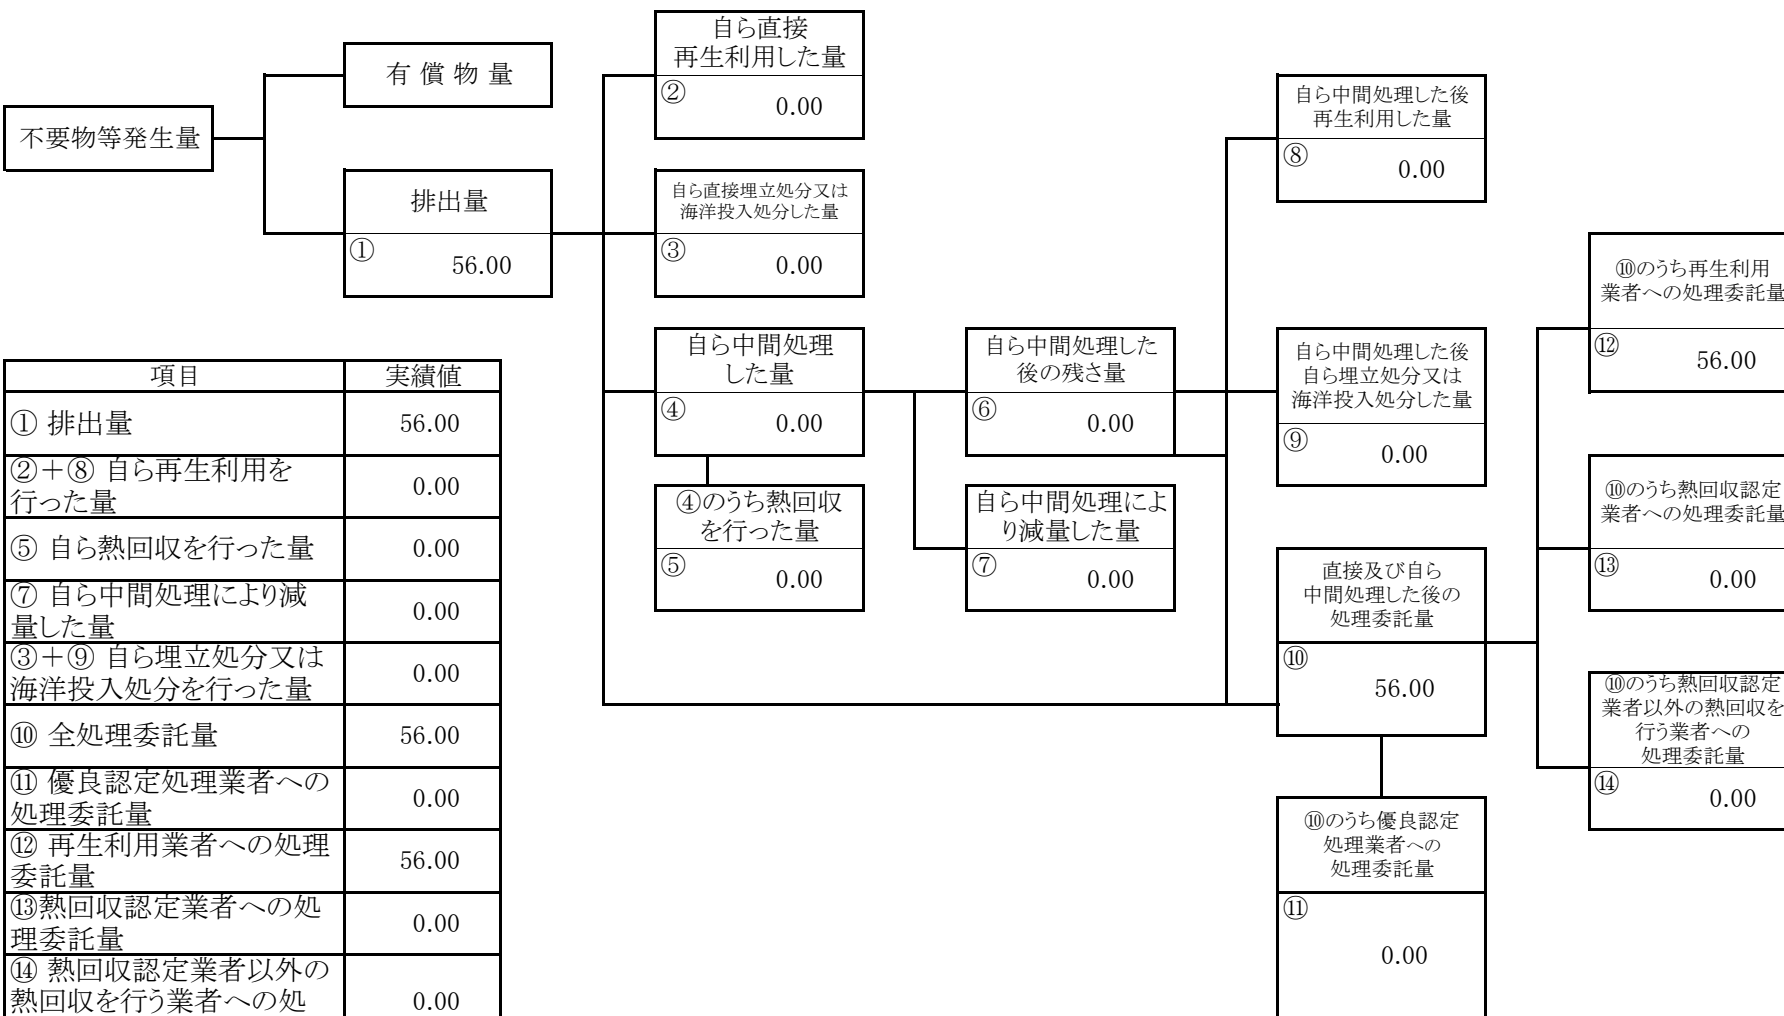 不要物等発生量
有 償 物 量
排出量
①
56.00
自ら直接
再生利用した量
②
0.00
自ら直接埋立処分又は
海洋投入処分した量
③
0.00
自ら中間処理
した量
④
0.00
④のうち熱回収
を行った量
⑤
0.00
自ら中間処理した
後の残さ量
⑥
0.00
自ら中間処理によ
り減量した量
⑦
0.00
自ら中間処理した後
再生利用した量
⑧
0.00
自ら中間処理した後
自ら埋立処分又は
海洋投入処分した量
⑨
0.00
直接及び自ら
中間処理した後の
処理委託量
⑩
56.00
⑩のうち優良認定
処理業者への
処理委託量
⑪
0.00
⑩のうち再生利用
業者への処理委託量
⑫
56.00
⑩のうち熱回収認定
業者への処理委託量
⑬
0.00
⑩のうち熱回収認定
業者以外の熱回収を
行う業者への
処理委託量
⑭
0.00
項目 実績値
① 排出量 56.00
②＋⑧ 自ら再生利用を
行った量 0.00
⑤ 自ら熱回収を行った量 0.00
⑦ 自ら中間処理により減
量した量 0.00
③＋⑨ 自ら埋立処分又は
海洋投入処分を行った量 0.00
⑩ 全処理委託量 56.00
⑪ 優良認定処理業者への
処理委託量 0.00
⑫ 再生利用業者への処理
委託量 56.00
⑬熱回収認定業者への処
理委託量 0.00
⑭ 熱回収認定業者以外の
熱回収を行う業者への処 0.00